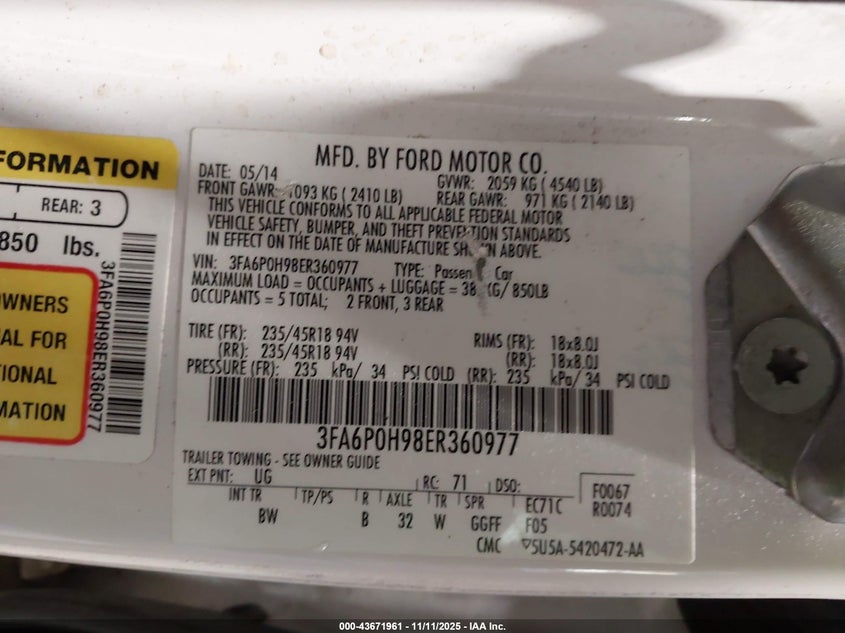 FORMATION
REAR: 3
850 lbs.
OWNERS
AL FOR
TIONAL
MATION
3FA6P0H98ER360977
MFD. BY FORD MOTOR CO.
DATE: 05/14 GVWR: 2059 KG ( 4540 LB)
FRONT GAWR: 1093 KG ( 2410 LB) REAR GAWR: 971 KG ( 2140 LB)
THIS VEHICLE CONFORMS TO ALL APPLICABLE FEDERAL MOTOR
VEHICLE SAFETY, BUMPER, AND THEFT PREVENTION STANDARDS
IN EFFECT ON THE DATE OF MANUFACTURE SHOWN ABOVE.
VIN: 3FA6P0H98ER360977 TYPE: Passen Car
MAXIMUM LOAD = OCCUPANTS + LUGGAGE = 38 KG/ 850LB
OCCUPANTS = 5 TOTAL; 2 FRONT, 3 REAR
TIRE (FR): 235/45R18 94V RIMS (FR): 18x8.0J
(RR): 235/45R18 94V (RR): 18x8.0J
PRESSURE (FR): 235 kPa/ 34 PSI COLD (RR): 235 kPa/ 34 PSI COLD
3FA6P0H98ER360977
TRAILER TOWING - SEE OWNER GUIDE
EXT PNT: UG RC: 71 DSO: F0067
INT TR TP/PS R AXLE TR SPR EC71C R0074
BW B 32 W GGFF F05
CMC 5U5A-5420472-AA
000-43671961 - 11/11/2025 - IAA Inc.